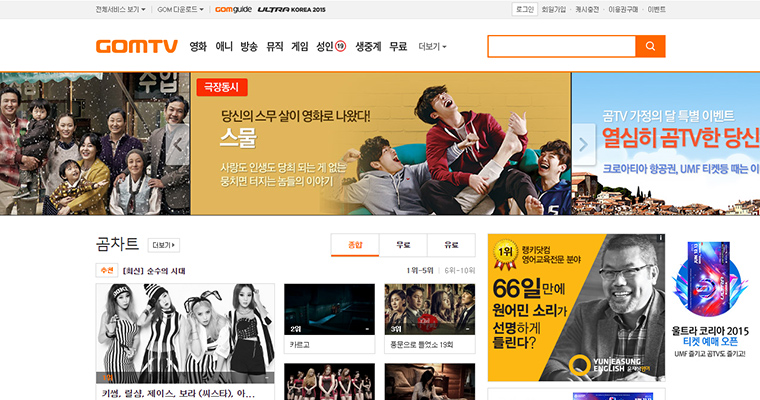 전체서비스 보기
GOM 다운로드
GOMguide
ULTRA KOREA 2015
로그인
회원가입
캐시충전
이용권구매
이벤트
GOMTV
영화 애니 방송 뮤직 게임 성인 19 생중계 무료 더보기
수입
극장동시
당신의 스무 살이 영화로 나왔다!
스물
사랑도 인생도 당최 되는 게 없는
뭉치면 터지는 놈들의 이야기
곰TV 가정의 달 특별 이벤트
열심히 곰TV한 당신
크로아티아 항공권, UMF 티켓등 때는 이
곰차트
더보기
종합
무료
유료
추천 [최신] 순수의 시대
1위~5위 | 6위~10위
키썸, 릴샴, 제이스, 보라 (씨스타), 아...
2위
카르고
3위
풍문으로 들었소 19회
1위 랭키닷컴
영어교육전문 분야
66일만에
원어민 소리가
선명하게
들린다?
YUNJEASUNG
ENGLISH
울트라 코리아 2015
티켓 예매 오픈
UMF 즐기고 곰TV도 즐기고!